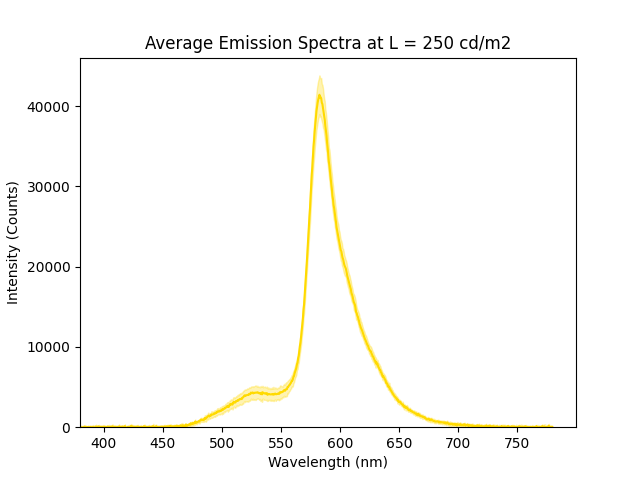 Average Emission Spectra at L = 250 cd/m2
Intensity (Counts)
40000
30000
20000
10000
0
400 450 500 550 600 650 700 750
Wavelength (nm)